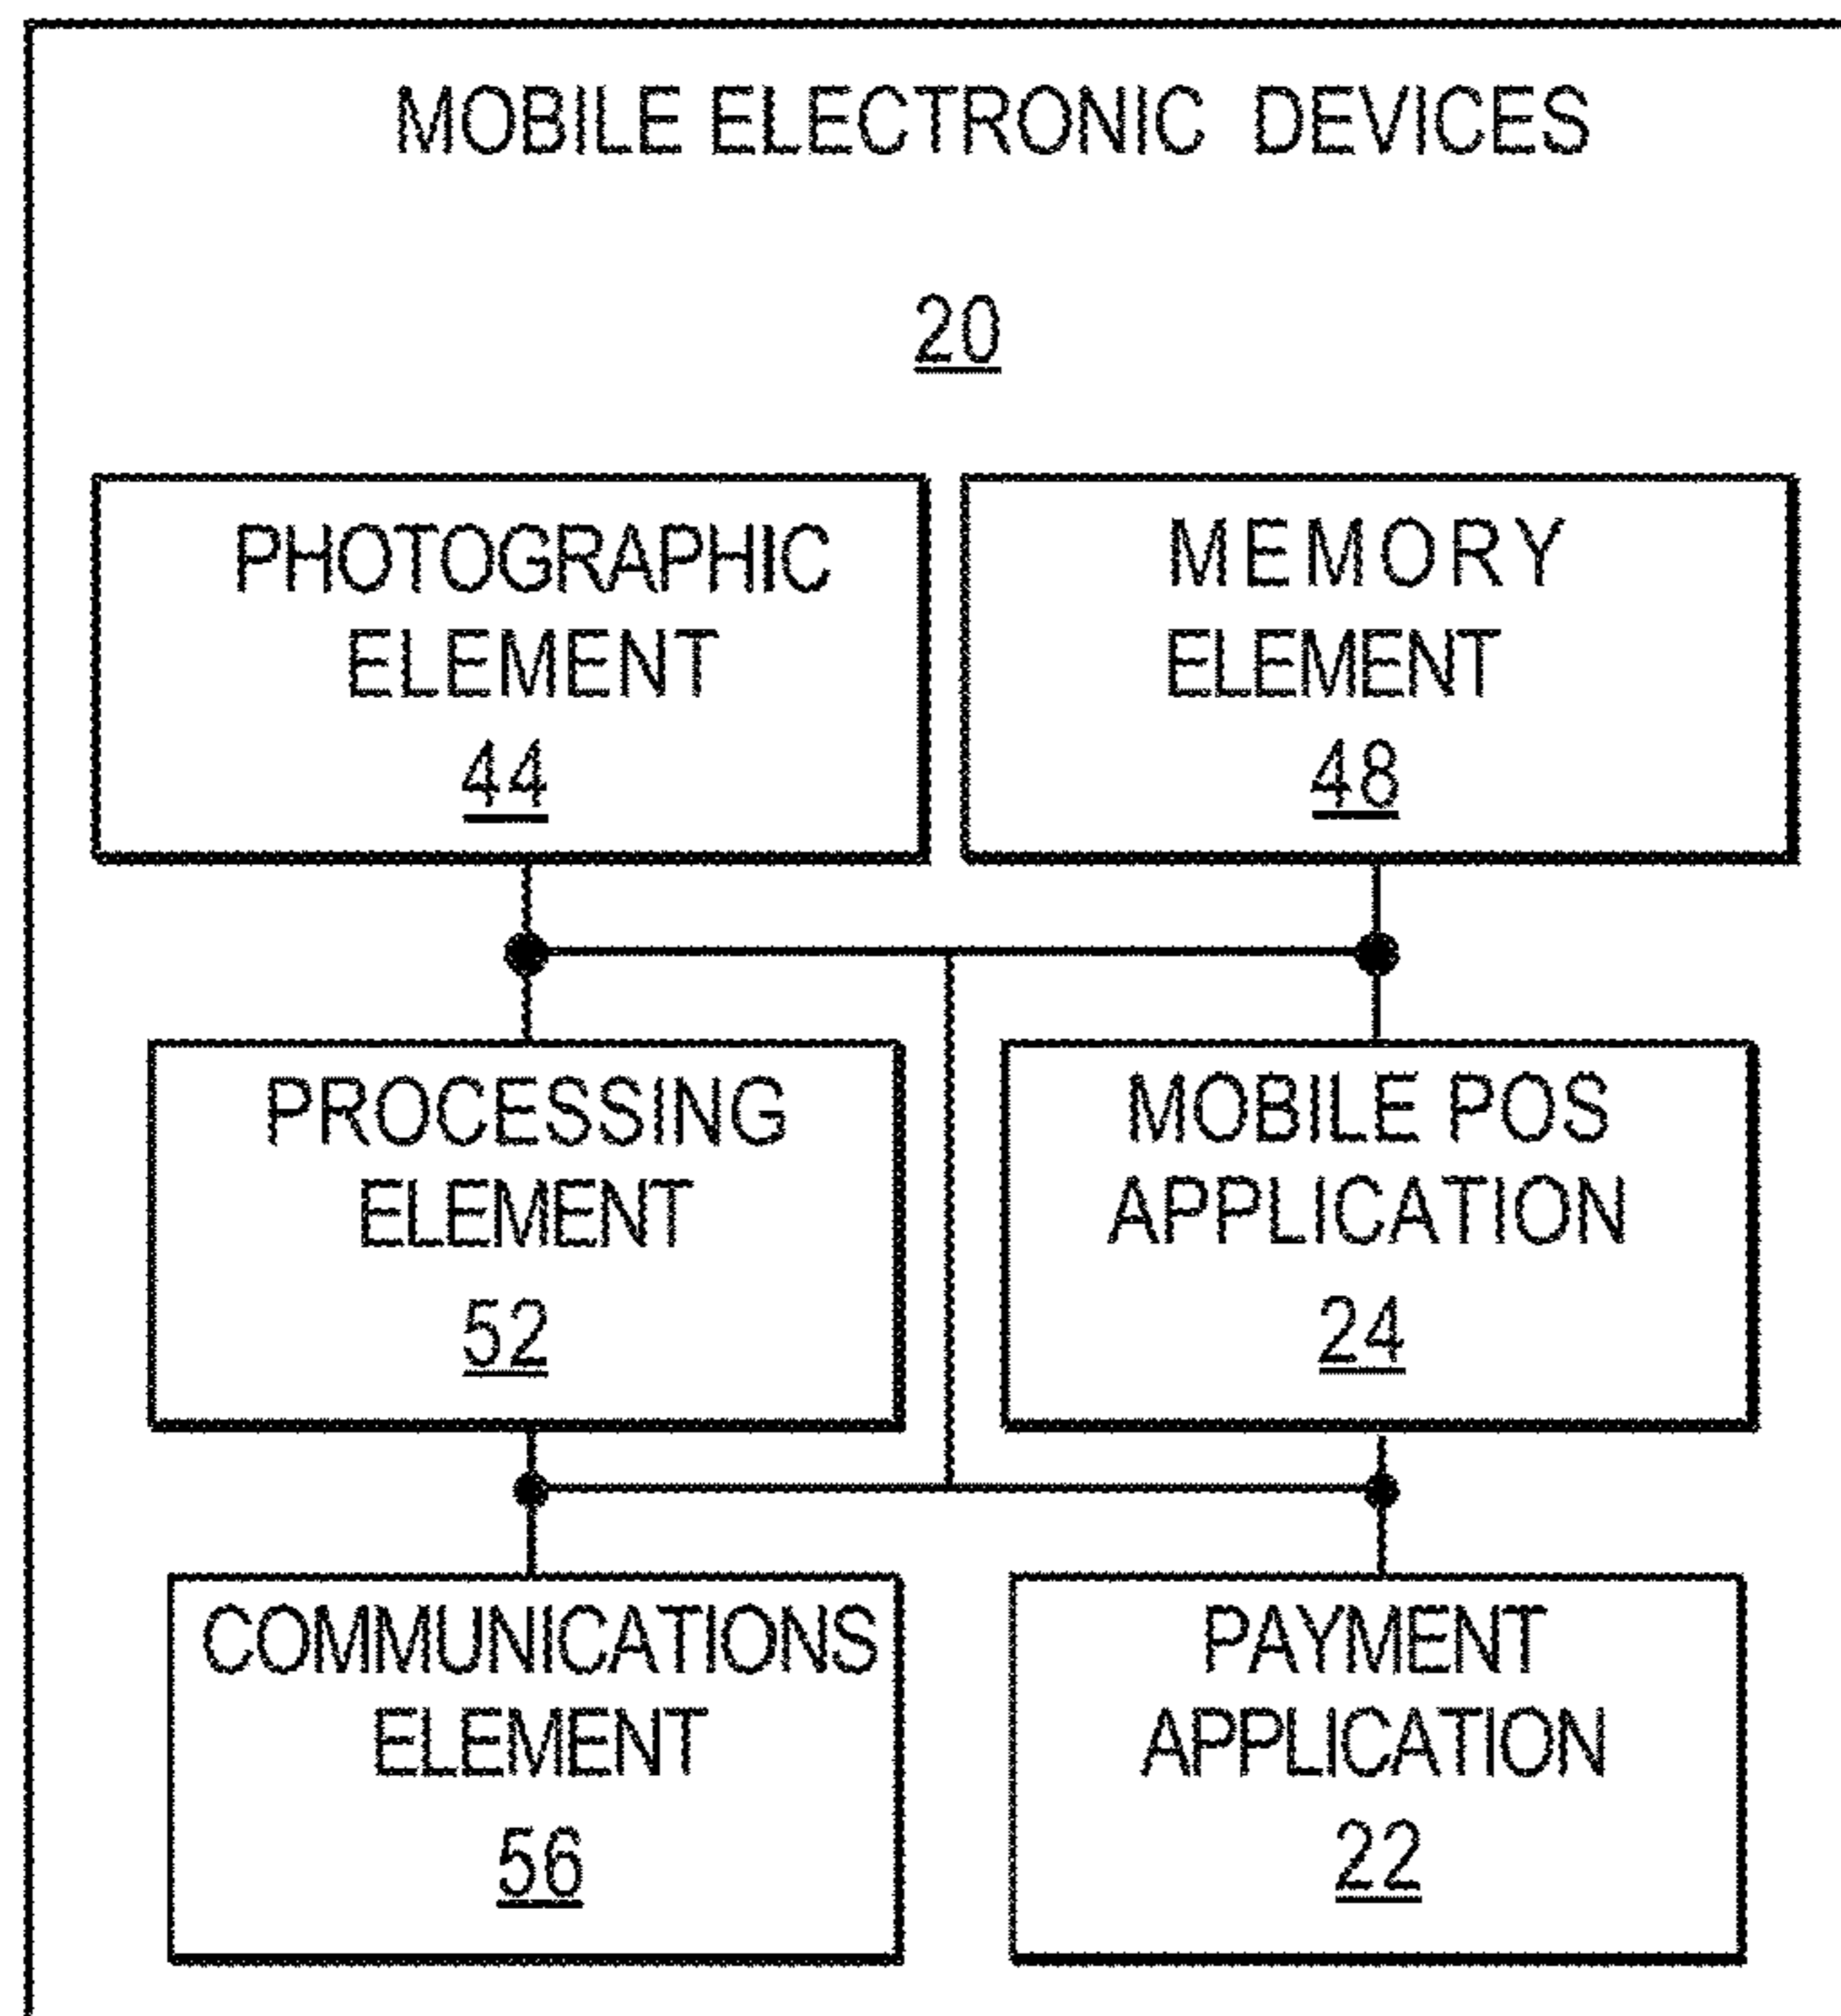 MOBILE ELECTRONIC DEVICES
20
PHOTOGRAPHIC
ELEMENT
44
MEMORY
ELEMENT
48
PROCESSING
ELEMENT
52
MOBILE POS
APPLICATION
24
COMMUNICATIONS
ELEMENT
56
PAYMENT
APPLICATION
22